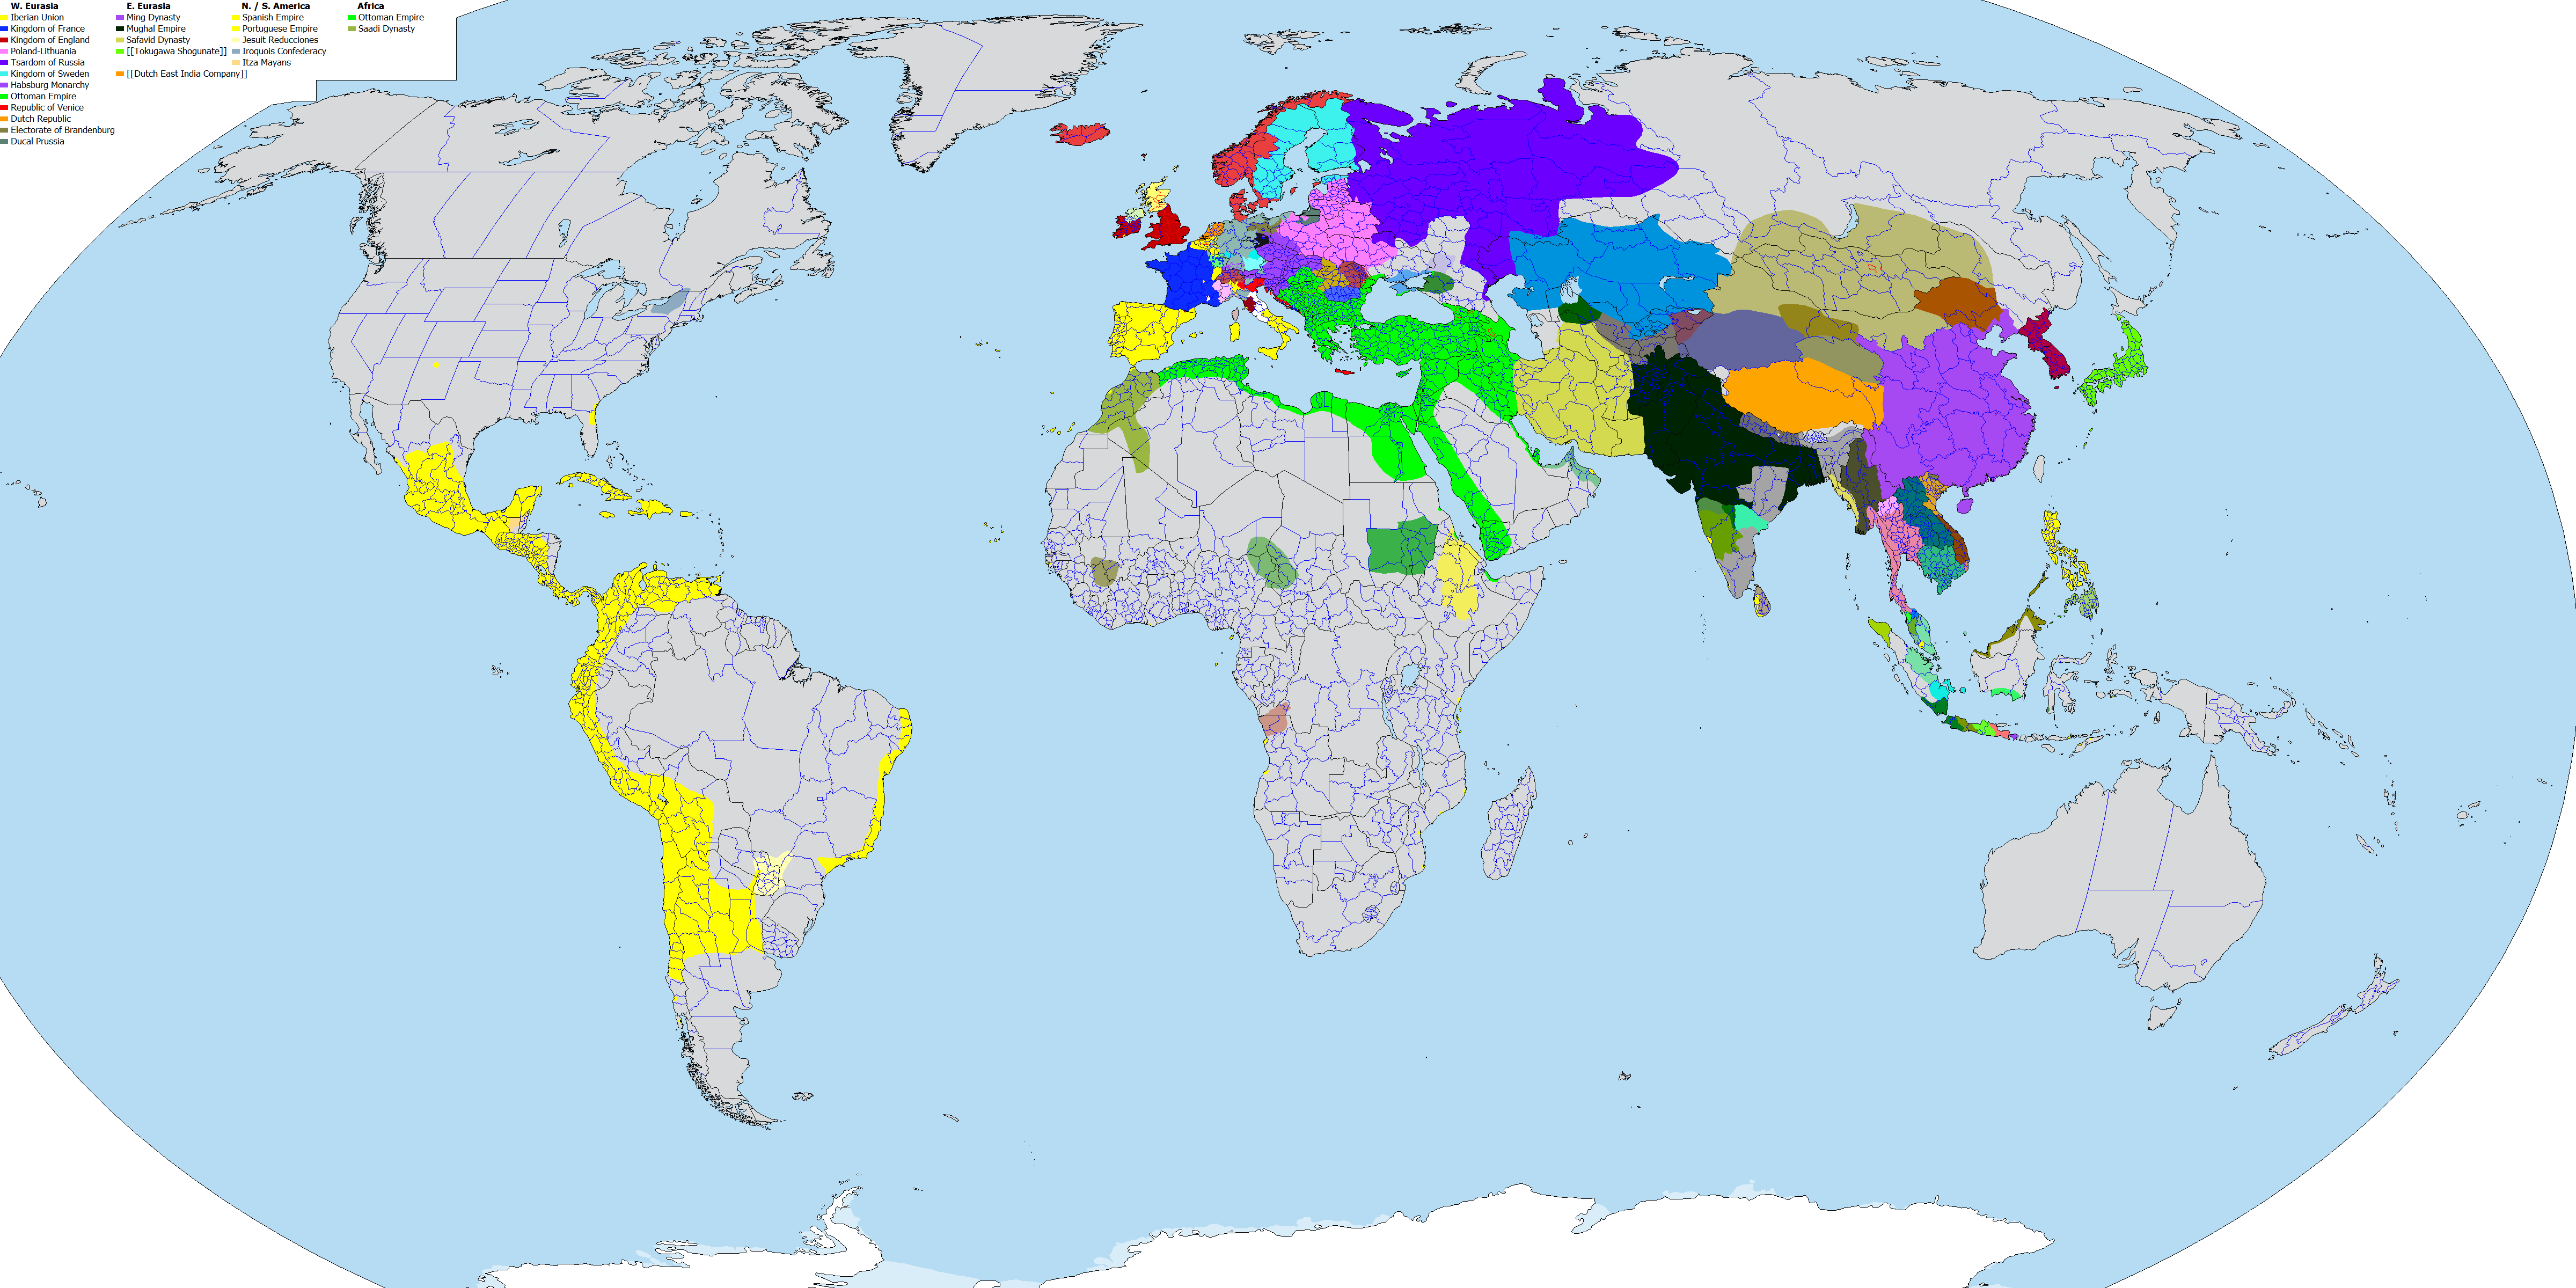 W. Eurasia
Iberian Union
Kingdom of France
Kingdom of England
Poland-Lithuania
Tsardom of Russia
Kingdom of Sweden
Habsburg Monarchy
Ottoman Empire
Republic of Venice
Dutch Republic
Electorate of Brandenburg
Ducal Prussia
E. Eurasia
Ming Dynasty
Mughal Empire
Safavid Dynasty
[[Tokugawa Shogunate]]
[[Dutch East India Company]]
N. / S. America
Spanish Empire
Portuguese Empire
Jesuit Reducciones
Iroquois Confederacy
Itza Mayans
Africa
Ottoman Empire
Saadi Dynasty